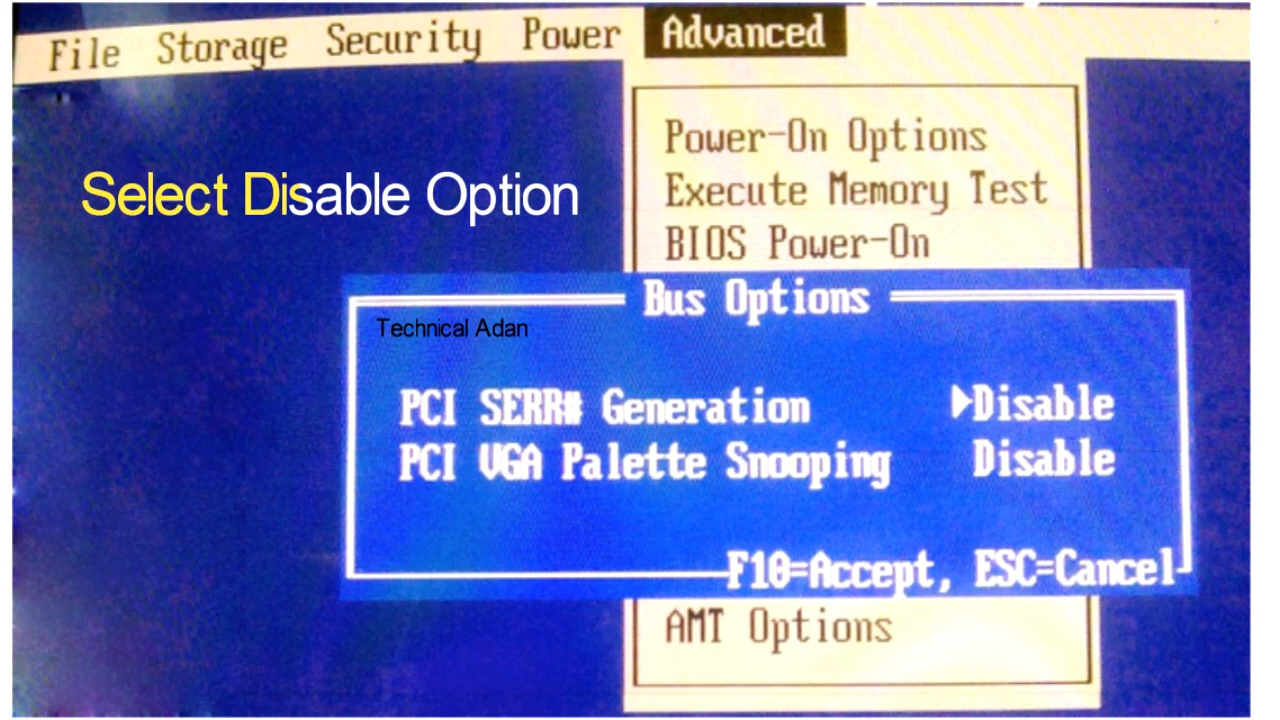 File Storage Security Power Advanced
Power-On Options
Select Disable Option
Execute Memory Test
BIOS Power-On
Bus Options
Technical Adan
PCI SERR# Generation ▶Disable
PCI VGA Palette Snooping Disable
F10=Accept, ESC=Cancel
AMT Options